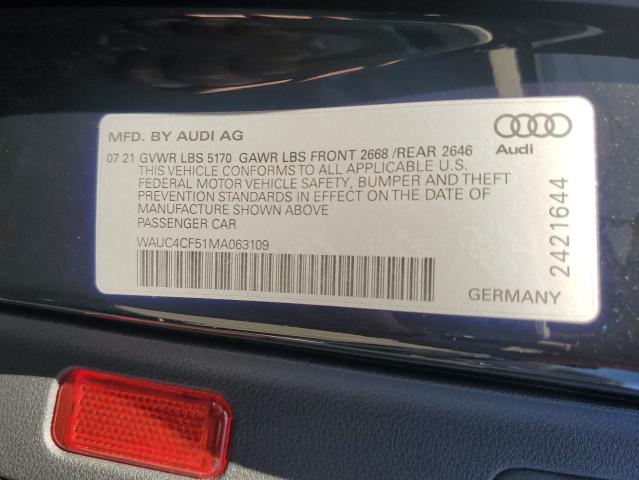 MFD. BY AUDI AG
07 21 GVWR LBS 5170 GAWR LBS FRONT 2668 /REAR 2646
THIS VEHICLE CONFORMS TO ALL APPLICABLE U.S.
FEDERAL MOTOR VEHICLE SAFETY, BUMPER AND THEFT
PREVENTION STANDARDS IN EFFECT ON THE DATE OF
MANUFACTURE SHOWN ABOVE
PASSENGER CAR
WAUC4CF51MA063109
Audi
2421644
GERMANY